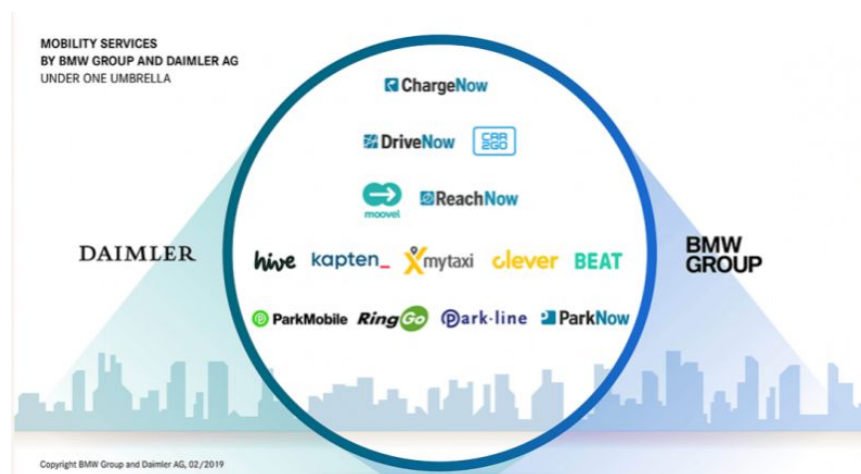 MOBILITY SERVICES
BY BMW GROUP AND DAIMLER AG
UNDER ONE UMBRELLA
ChargeNow
DriveNow CAR2GO
moovel ReachNow
DAIMLER
hive kapten_ mytaxi clever BEAT
BMW
GROUP
ParkMobile RingGo Park-line ParkNow
Copyright BMW Group and Daimler AG, 02/2019